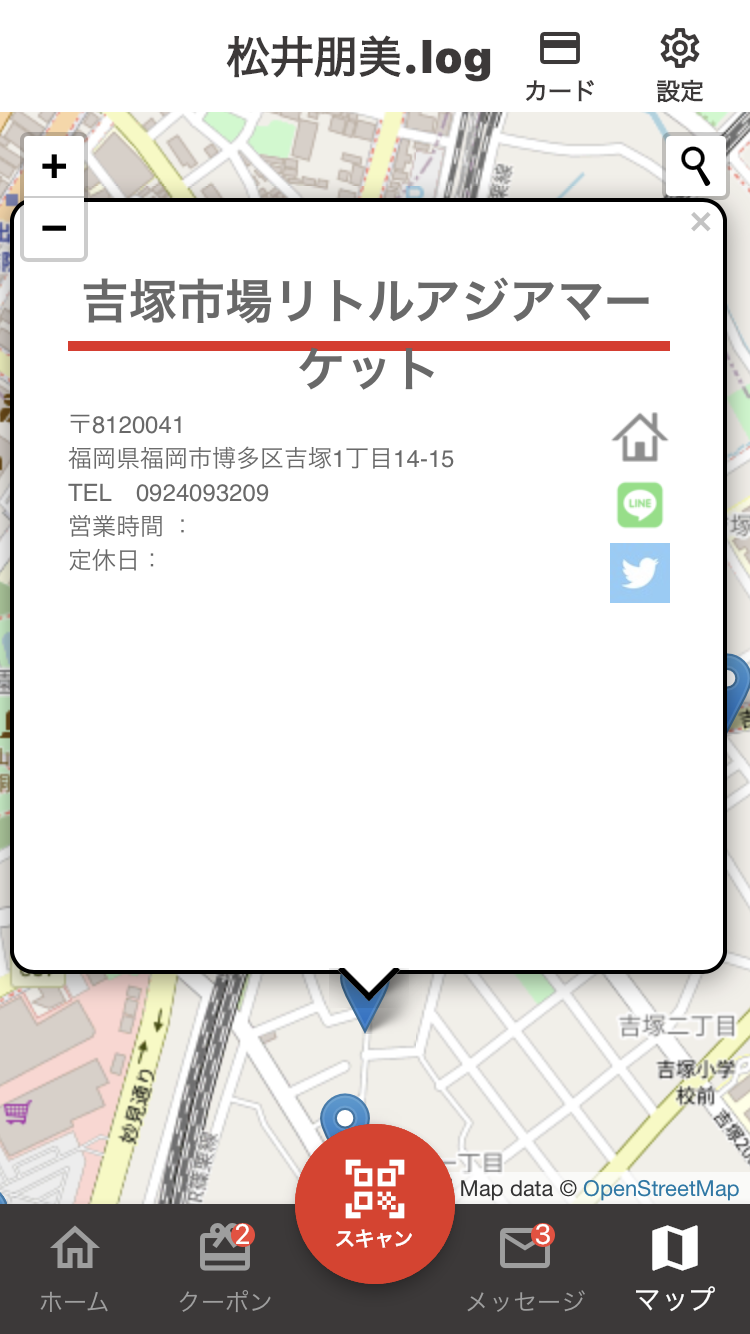 松井朋美.log
カード
設定
+
−
×
吉塚市場リトルアジアマー
ケット
〒8120041
福岡県福岡市博多区吉塚1丁目14-15
TEL 0924093209
営業時間 ：
定休日：
LINE
吉塚二丁目
吉塚小学
校前
妙見通り
一丁目
Map data © OpenStreetMap
スキャン
2
3
ホーム
クーポン
メッセージ
マップ